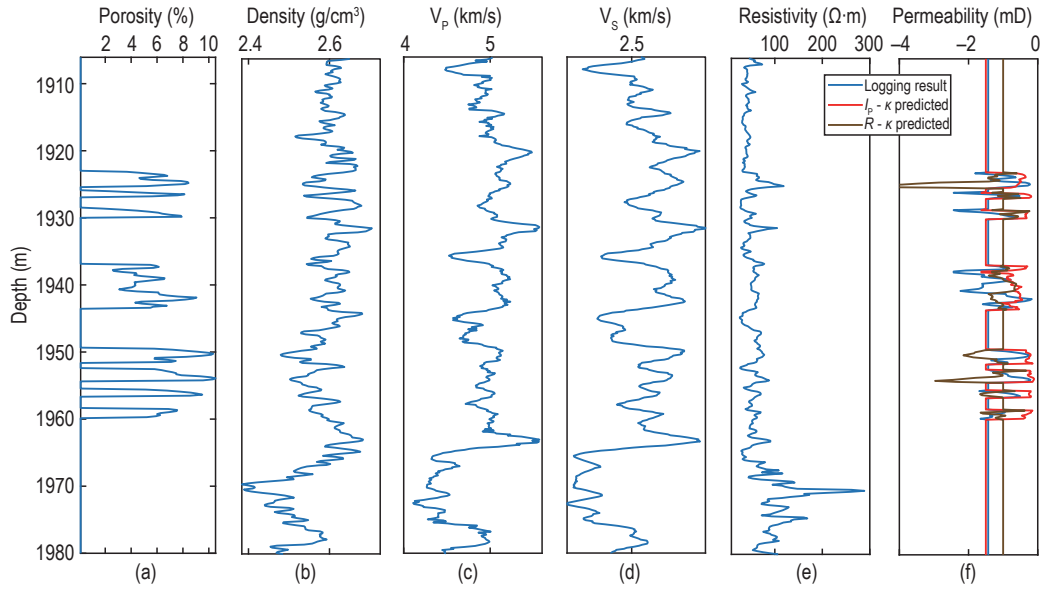 Porosity (%) Density (g/cm³) V_P (km/s) V_S (km/s) Resistivity (Ω·m) Permeability (mD)
2 4 6 8 10 2.4 2.6 4 5 2.5 100 200 300 −4 −2 0
Depth (m)
1910
1920
1930
1940
1950
1960
1970
1980
Logging result
I_P - κ predicted
R - κ predicted
(a) (b) (c) (d) (e) (f)